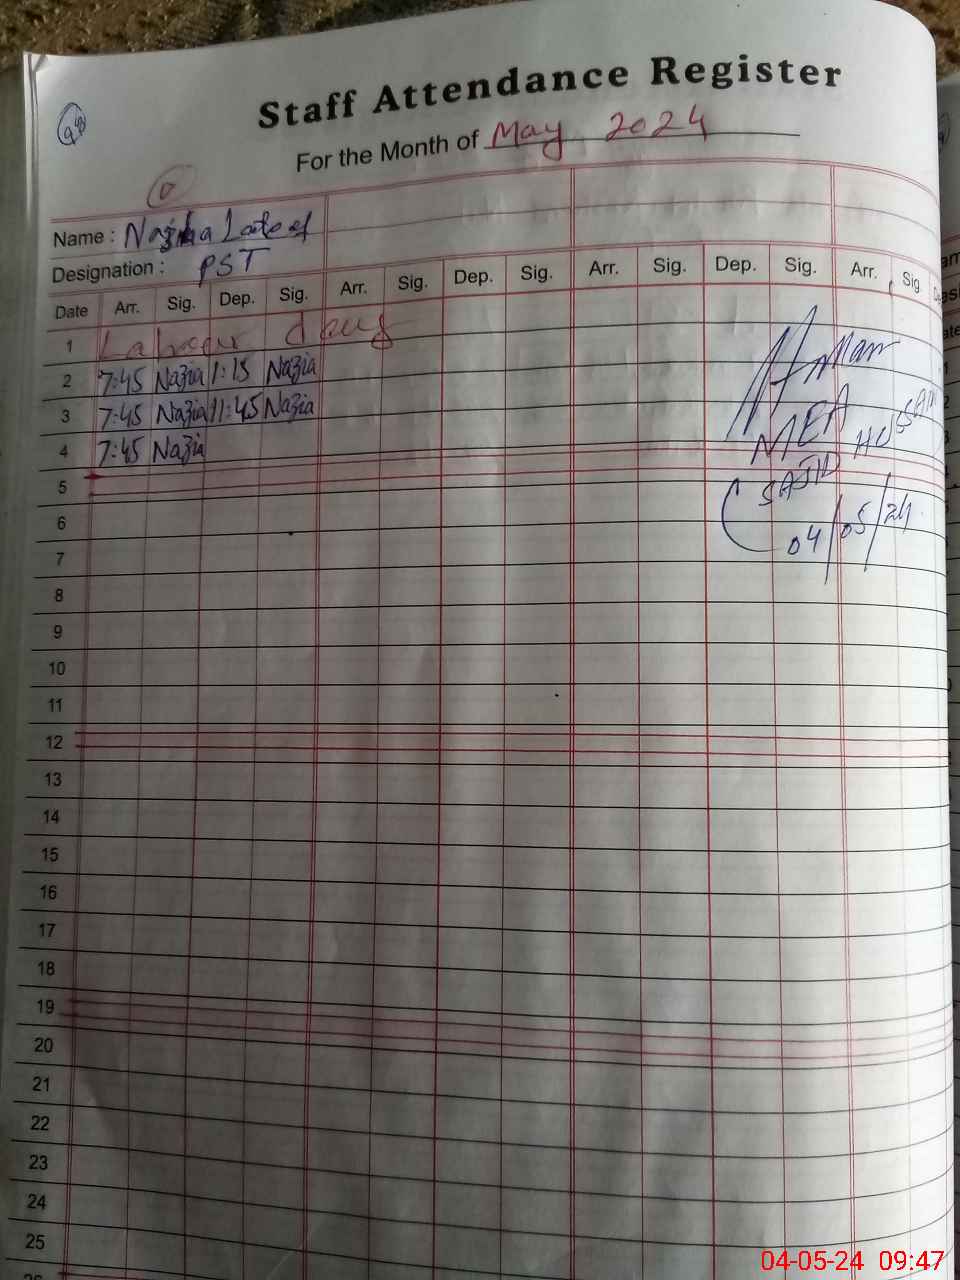 98
Staff Attendance Register
For the Month of May 2024
Name : Nazia Lateef
Designation : PST
Date Arr. Sig. Dep. Sig. Arr. Sig. Dep. Sig. Arr. Sig. Dep. Sig. Arr. Sig.
1 Labour day
2 7:45 Nazia 1:15 Nazia
3 7:45 Nazia 11:45 Nazia
4 7:45 Nazia
MEA
SAJID HUSSAIN
04/05/24
5
6
7
8
9
10
11
12
13
14
15
16
17
18
19
20
21
22
23
24
25
04-05-24 09:47